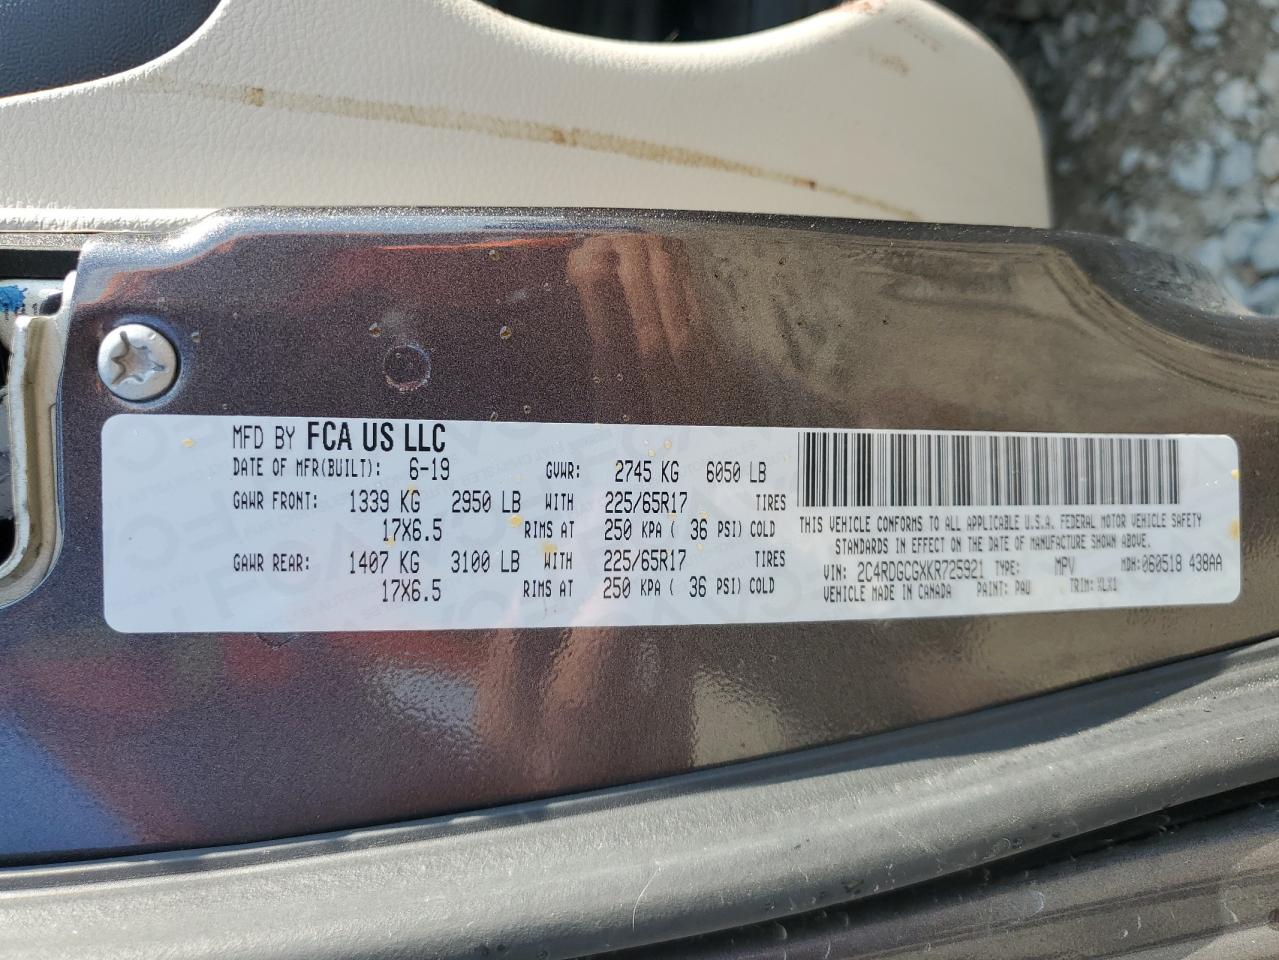 MFD BY FCA US LLC
DATE OF MFR(BUILT): 6-19 GVWR: 2745 KG 6050 LB
GAWR FRONT: 1339 KG 2950 LB WITH 225/65R17 TIRES
17X6.5 RIMS AT 250 KPA ( 36 PSI) COLD
GAWR REAR: 1407 KG 3100 LB WITH 225/65R17 TIRES
17X6.5 RIMS AT 250 KPA ( 36 PSI) COLD
THIS VEHICLE CONFORMS TO ALL APPLICABLE U.S.A. FEDERAL MOTOR VEHICLE SAFETY
STANDARDS IN EFFECT ON THE DATE OF MANUFACTURE SHOWN ABOVE.
VIN: 2C4RDGCGXKR725921 TYPE: MPV MDH:060518 438AA
VEHICLE MADE IN CANADA PAINT: PAU TRIM: XLX1